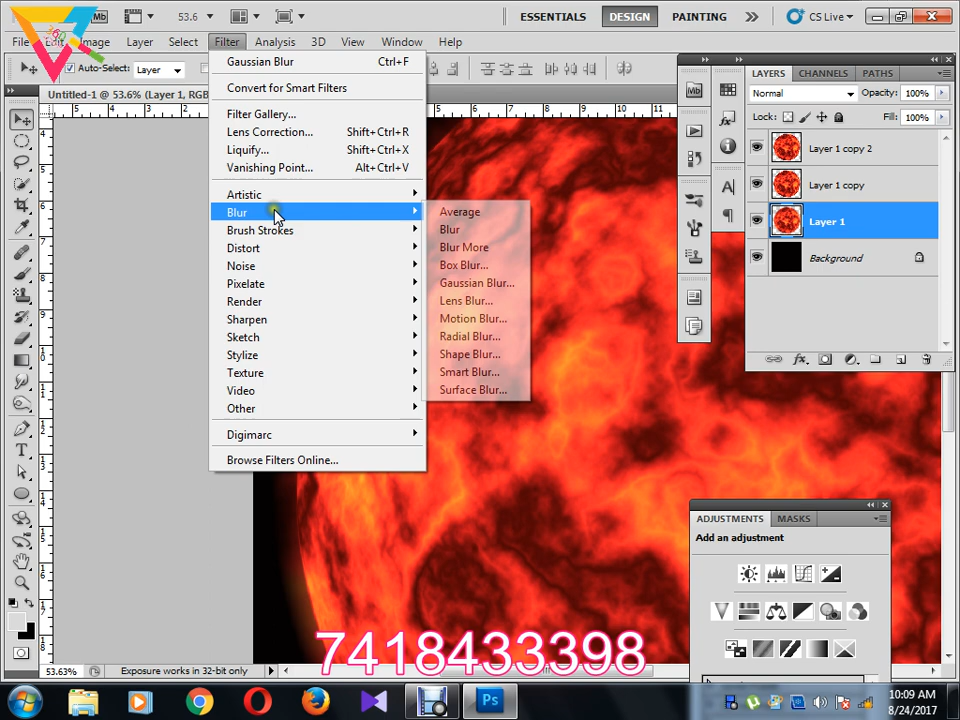 Mb
53.6
ESSENTIALS
DESIGN
PAINTING
CS Live
360
File
Edit
Image
Layer
Select
Filter
Analysis
3D
View
Window
Help
Auto-Select:
Layer
Untitled-1 @ 53.6% (Layer 1, RGB
Gaussian Blur Ctrl+F
Convert for Smart Filters
Filter Gallery...
Lens Correction... Shift+Ctrl+R
Liquify... Shift+Ctrl+X
Vanishing Point... Alt+Ctrl+V
Artistic
Blur
Brush Strokes
Distort
Noise
Pixelate
Render
Sharpen
Sketch
Stylize
Texture
Video
Other
Digimarc
Browse Filters Online...
Average
Blur
Blur More
Box Blur...
Gaussian Blur...
Lens Blur...
Motion Blur...
Radial Blur...
Shape Blur...
Smart Blur...
Surface Blur...
Mb
LAYERS
CHANNELS
PATHS
Normal
Opacity: 100%
Lock:
Fill: 100%
Layer 1 copy 2
Layer 1 copy
Layer 1
Background
ADJUSTMENTS
MASKS
Add an adjustment
53.63%
Exposure works in 32-bit only
7418433398
Ps
10:09 AM
8/24/2017